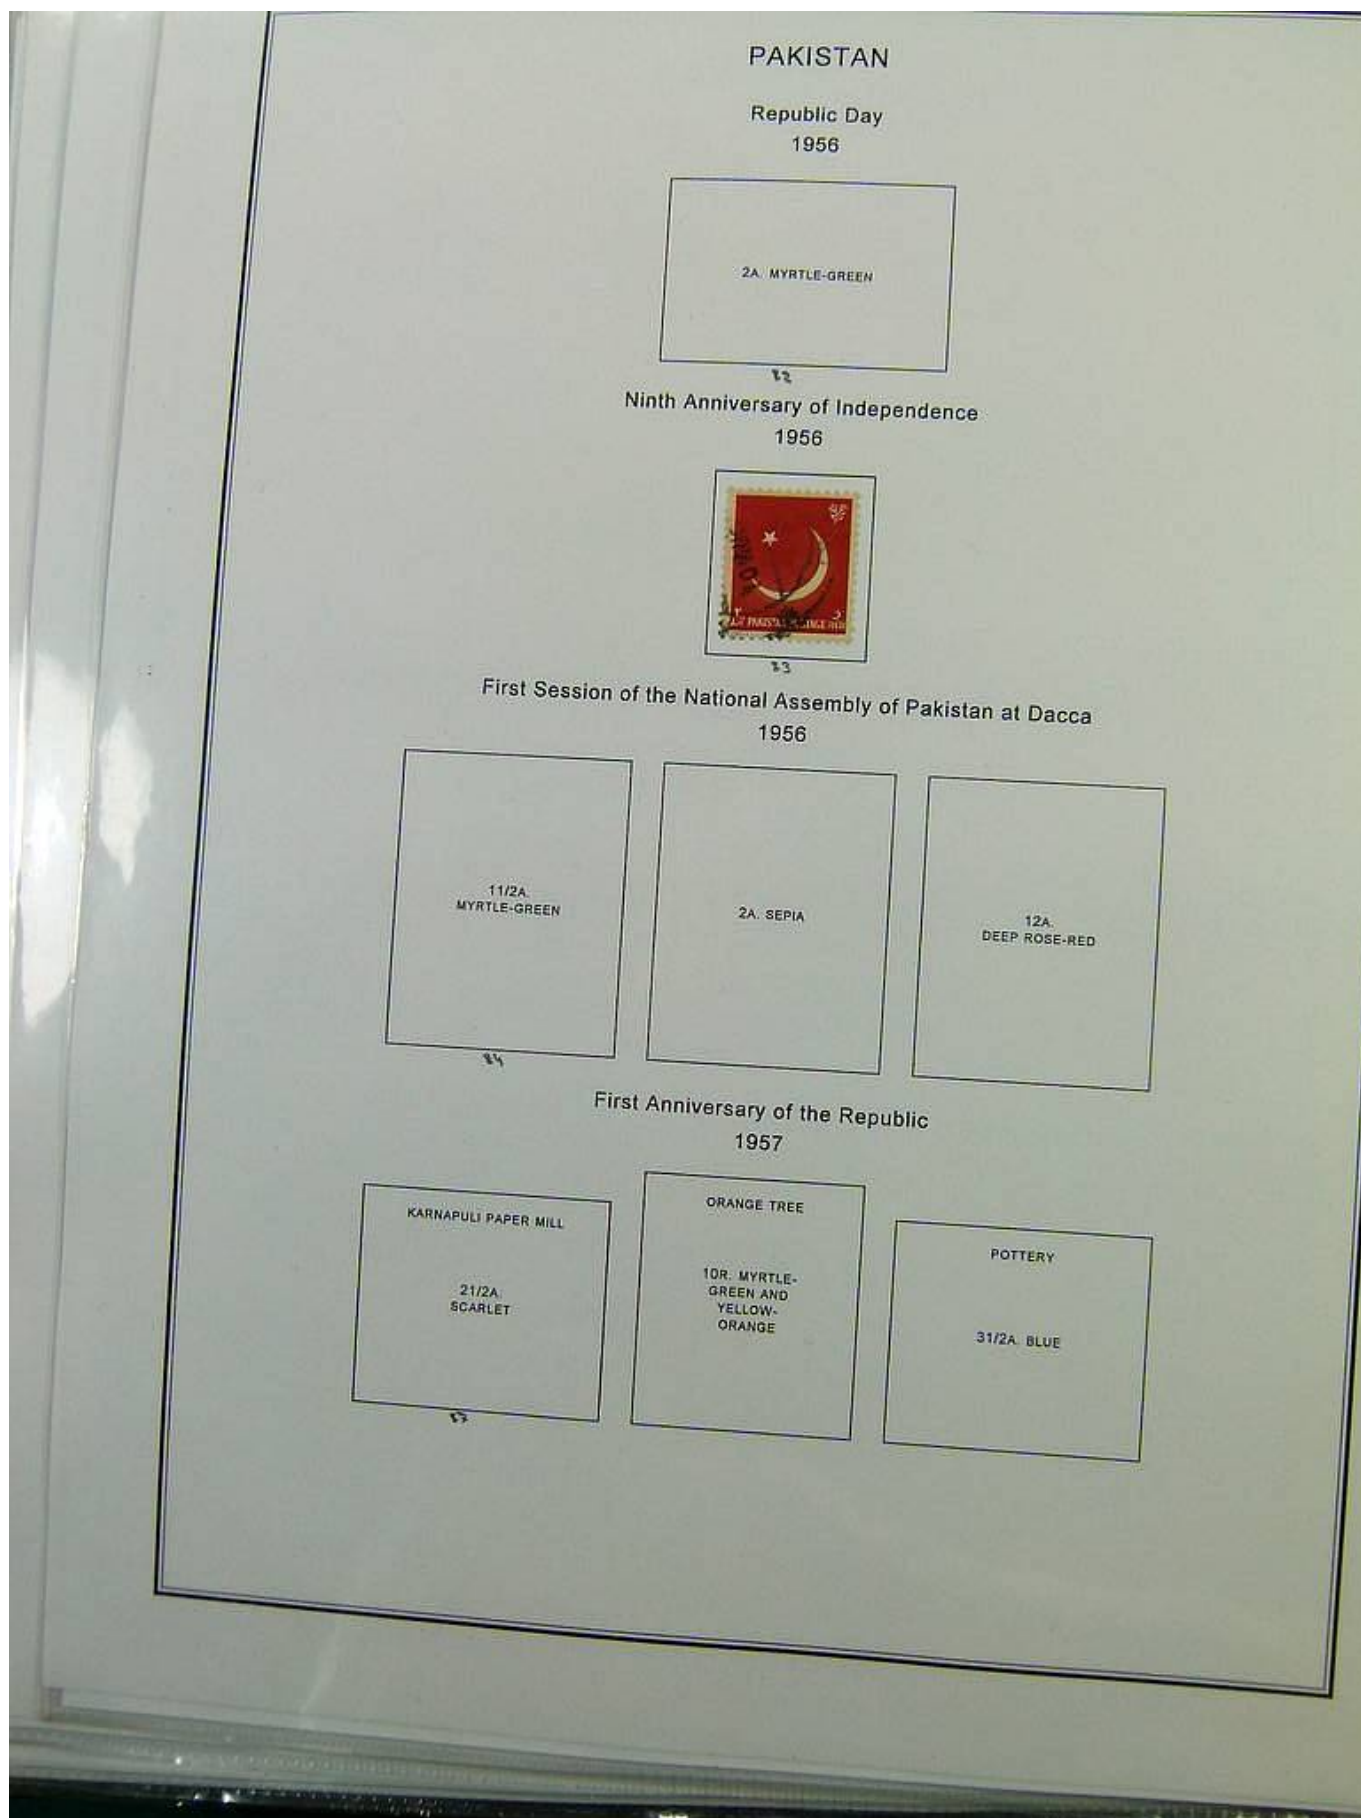 PAKISTAN
Republic Day
1956
2A. MYRTLE-GREEN
82
Ninth Anniversary of Independence
1956
PAKISTAN
83
First Session of the National Assembly of Pakistan at Dacca
1956
11/2A.
MYRTLE-GREEN
2A. SEPIA
12A.
DEEP ROSE-RED
84
First Anniversary of the Republic
1957
KARNAPULI PAPER MILL
21/2A.
SCARLET
ORANGE TREE
10R. MYRTLE-
GREEN AND
YELLOW-
ORANGE
POTTERY
31/2A. BLUE
87